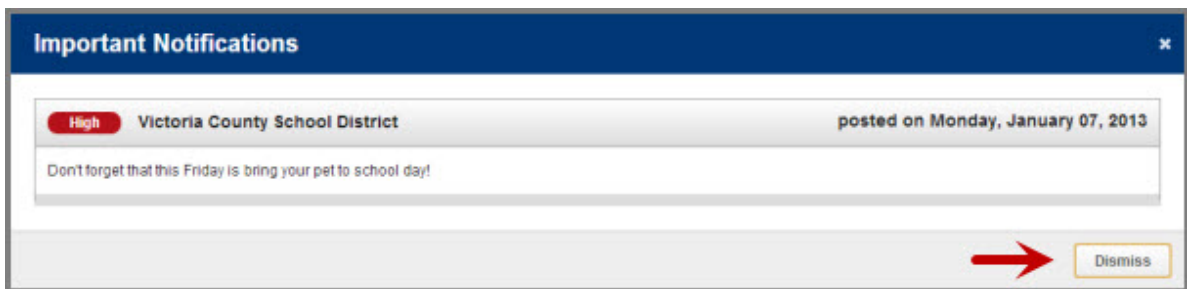 Important Notifications
High Victoria County School District posted on Monday, January 07, 2013
Don't forget that this Friday is bring your pet to school day!
Dismiss